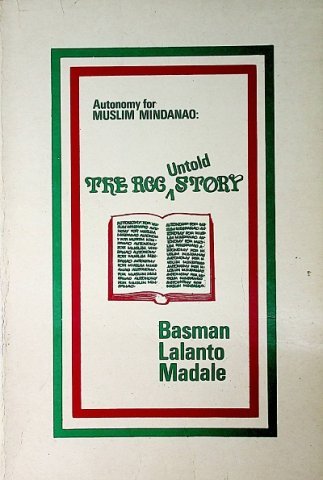 Autonomy for
MUSLIM MINDANAO:
Untold
THE RCC STORY
Basman
Lalanto
Madale